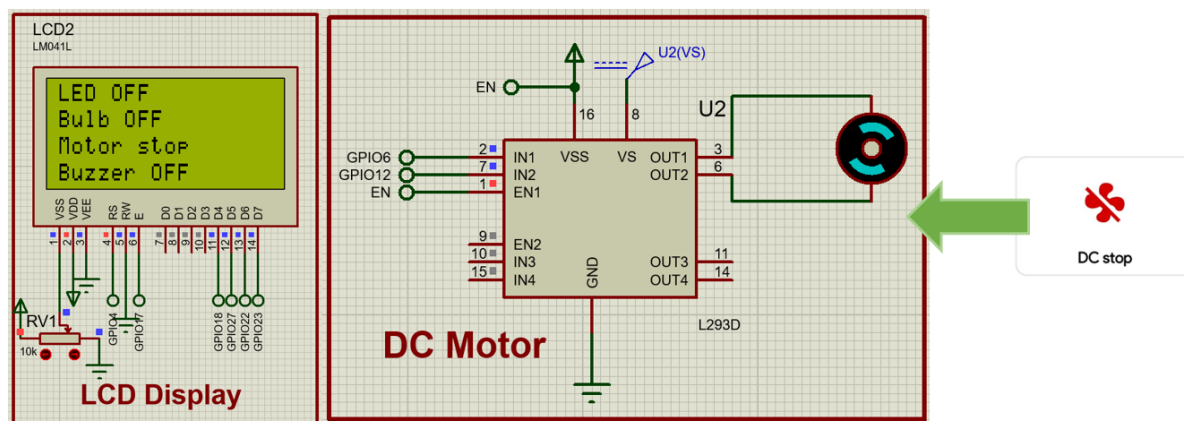 LCD2
LM041L
LED OFF
Bulb OFF
Motor stop
Buzzer OFF
VSS VDD VEE RS RW E D0 D1 D2 D3 D4 D5 D6 D7
1 2 3 4 5 6 7 8 9 10 11 12 13 14
GPIO4 GPIO17 GPIO18 GPIO27 GPIO22 GPIO23
RV1
10k
LCD Display
U2(VS)
EN
16 8 U2
VSS VS
GPIO6 2 IN1 OUT1 3
GPIO12 7 IN2 OUT2 6
EN 1 EN1
9 EN2
10 IN3 OUT3 11
15 IN4 GND OUT4 14
L293D
DC Motor
DC stop